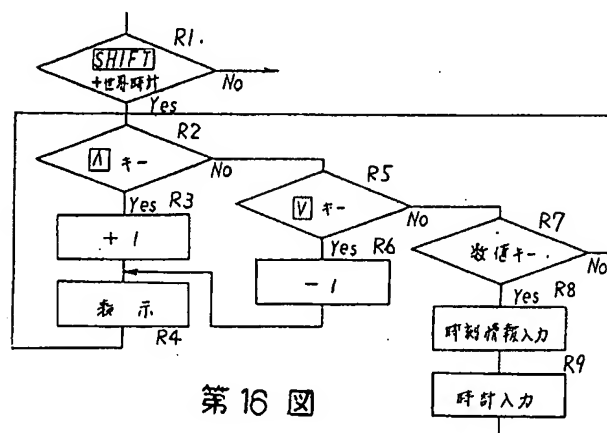 R1.
SHIFT
+世界時計
No
Yes
R2
∧ キー
No
Yes
R3
+1
表示
R4
R5
∨ キー
No
Yes
R6
-1
R7
数値キー
No
Yes
R8
時刻情報入力
R9
時計入力
第16図